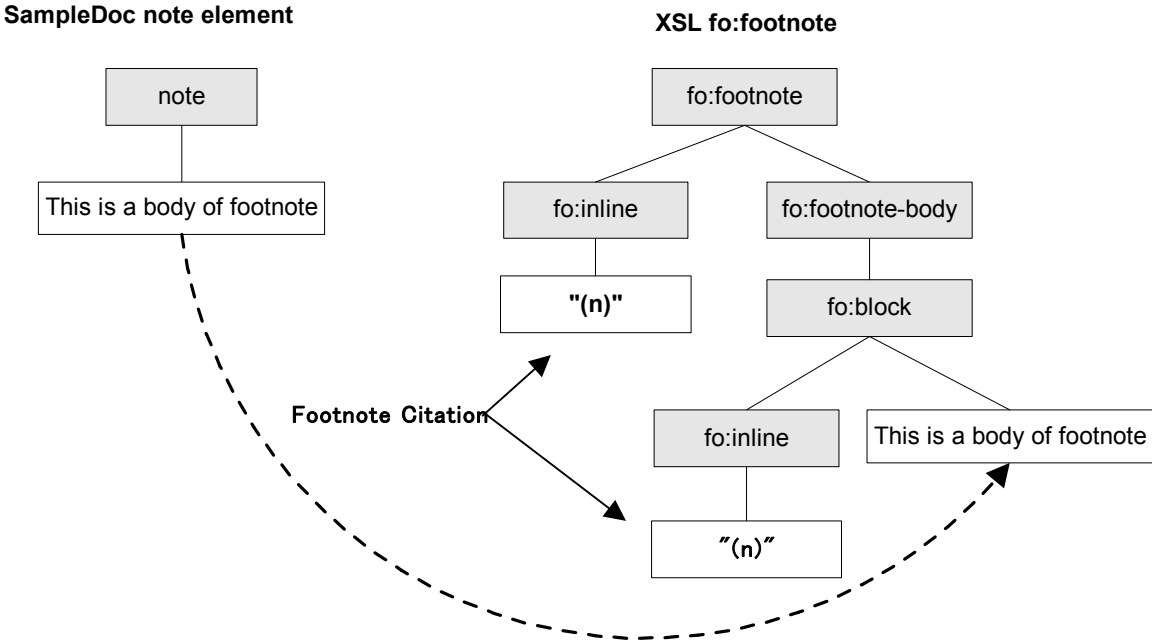 SampleDoc note element
XSL fo:footnote
note
fo:footnote
This is a body of footnote
fo:inline
fo:footnote-body
"(n)"
fo:block
Footnote Citation
fo:inline
This is a body of footnote
"(n)"